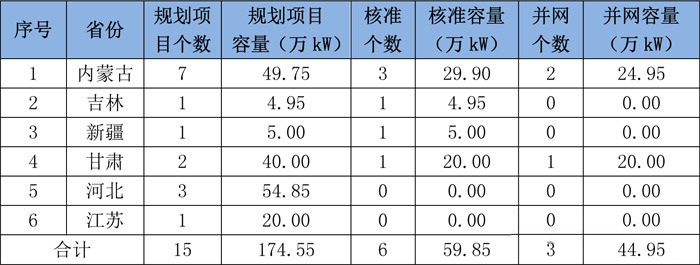 序号 省份 规划项目个数 规划项目容量（万 kW） 核准个数 核准容量（万 kW） 并网个数 并网容量（万 kW）
1 内蒙古 7 49.75 3 29.90 2 24.95
2 吉林 1 4.95 1 4.95 0 0.00
3 新疆 1 5.00 1 5.00 0 0.00
4 甘肃 2 40.00 1 20.00 1 20.00
5 河北 3 54.85 0 0.00 0 0.00
6 江苏 1 20.00 0 0.00 0 0.00
合计 15 174.55 6 59.85 3 44.95